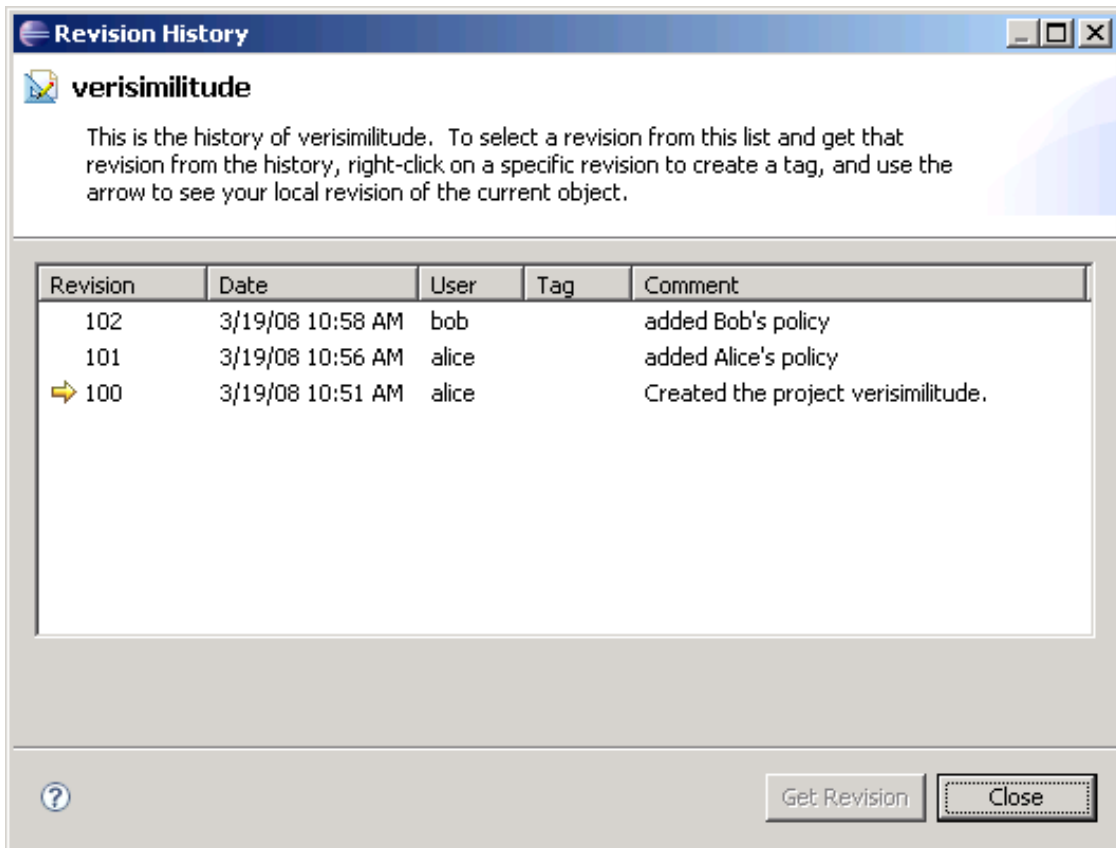 Revision History
verisimilitude
This is the history of verisimilitude.  To select a revision from this list and get that
revision from the history, right-click on a specific revision to create a tag, and use the
arrow to see your local revision of the current object.
Revision Date User Tag Comment
102 3/19/08 10:58 AM bob added Bob's policy
101 3/19/08 10:56 AM alice added Alice's policy
100 3/19/08 10:51 AM alice Created the project verisimilitude.
? Get Revision Close